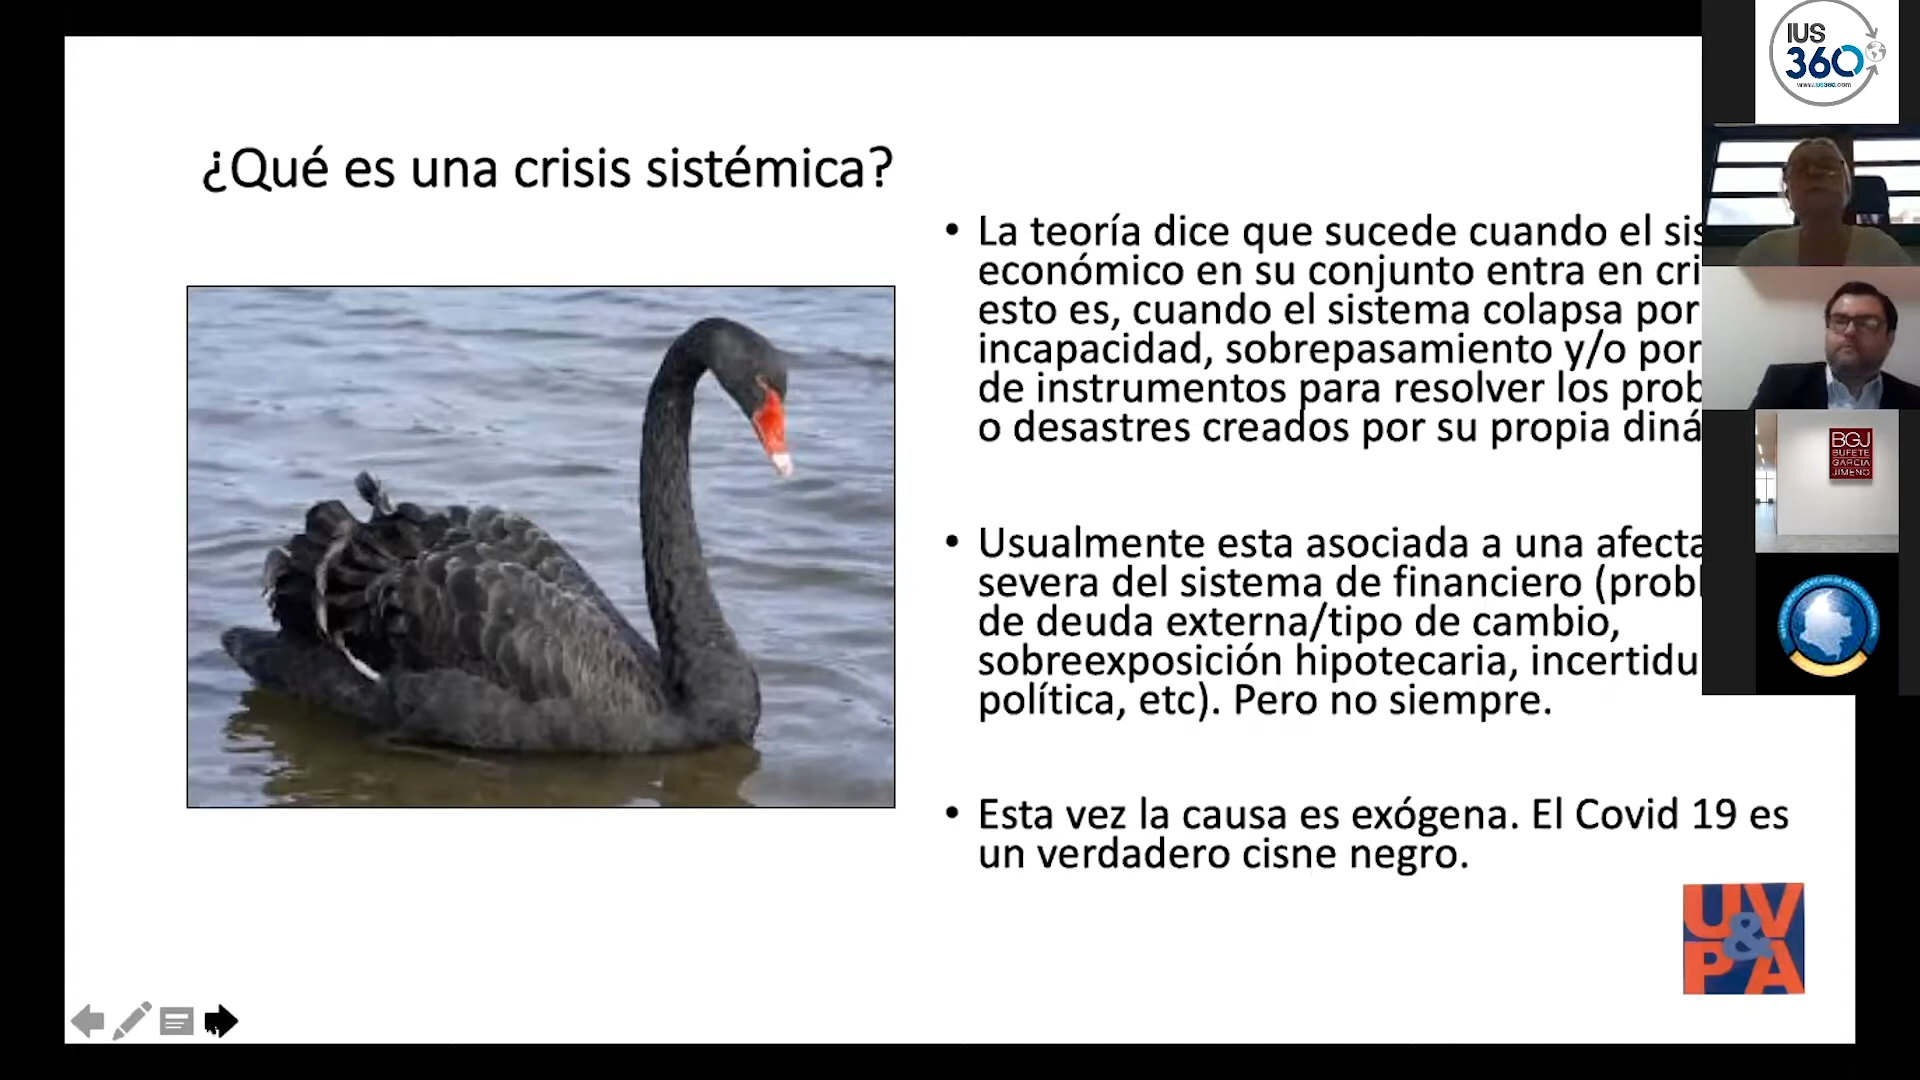 ¿Qué es una crisis sistémica?
• La teoría dice que sucede cuando el sis
económico en su conjunto entra en cri
esto es, cuando el sistema colapsa por
incapacidad, sobrepasamiento y/o por
de instrumentos para resolver los prob
o desastres creados por su propia diná
• Usualmente esta asociada a una afecta
severa del sistema de financiero (probl
de deuda externa/tipo de cambio,
sobreexposición hipotecaria, incertidu
política, etc). Pero no siempre.
• Esta vez la causa es exógena. El Covid 19 es
un verdadero cisne negro.
UV
&
PA
IUS
360
www.ius360.com
BGJ
BUFETE
GARCIA
JIMENO